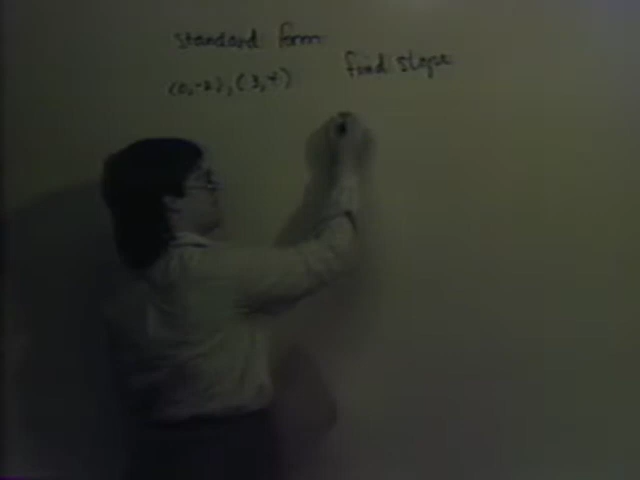 standard form
find slope
(0,-2), (3,4)